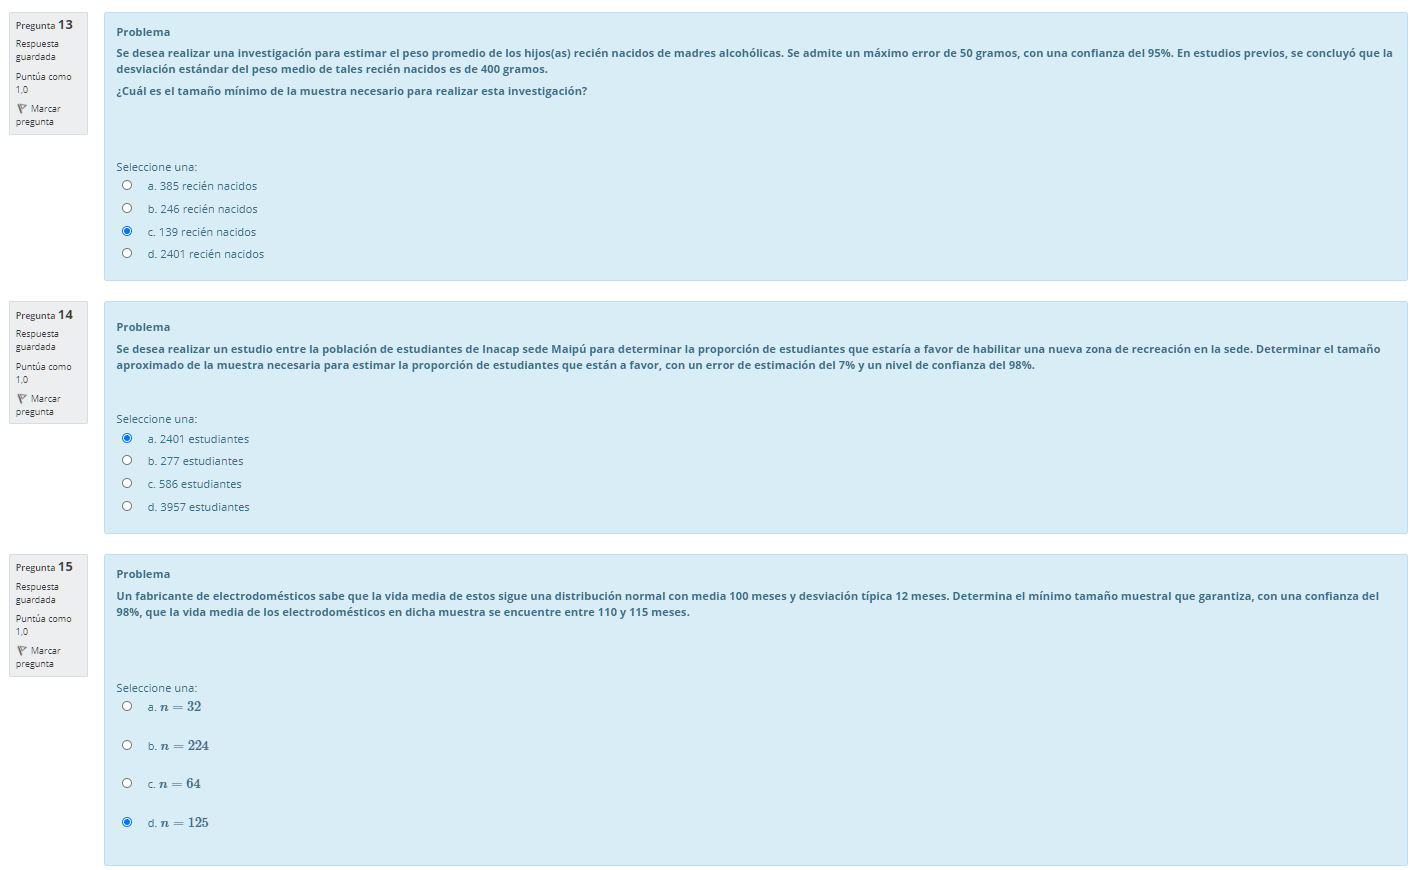 Pregunta 13
Respuesta
guardada
Puntúa como
1,0
Marcar
pregunta
Problema
Se desea realizar una investigación para estimar el peso promedio de los hijos(as) recién nacidos de madres alcohólicas. Se admite un máximo error de 50 gramos, con una confianza del 95%. En estudios previos, se concluyó que la
desviación estándar del peso medio de tales recién nacidos es de 400 gramos.
¿Cuál es el tamaño mínimo de la muestra necesario para realizar esta investigación?
Seleccione una:
a. 385 recién nacidos
b. 246 recién nacidos
c. 139 recién nacidos
d. 2401 recién nacidos
Pregunta 14
Respuesta
guardada
Puntúa como
1,0
Marcar
pregunta
Problema
Se desea realizar un estudio entre la población de estudiantes de Inacap sede Maipú para determinar la proporción de estudiantes que estaría a favor de habilitar una nueva zona de recreación en la sede. Determinar el tamaño
aproximado de la muestra necesaria para estimar la proporción de estudiantes que están a favor, con un error de estimación del 7% y un nivel de confianza del 98%.
Seleccione una:
a. 2401 estudiantes
b. 277 estudiantes
c. 586 estudiantes
d. 3957 estudiantes
Pregunta 15
Respuesta
guardada
Puntúa como
1,0
Marcar
pregunta
Problema
Un fabricante de electrodomésticos sabe que la vida media de estos sigue una distribución normal con media 100 meses y desviación típica 12 meses. Determina el mínimo tamaño muestral que garantiza, con una confianza del
98%, que la vida media de los electrodomésticos en dicha muestra se encuentre entre 110 y 115 meses.
Seleccione una:
a. n = 32
b. n = 224
c. n = 64
d. n = 125